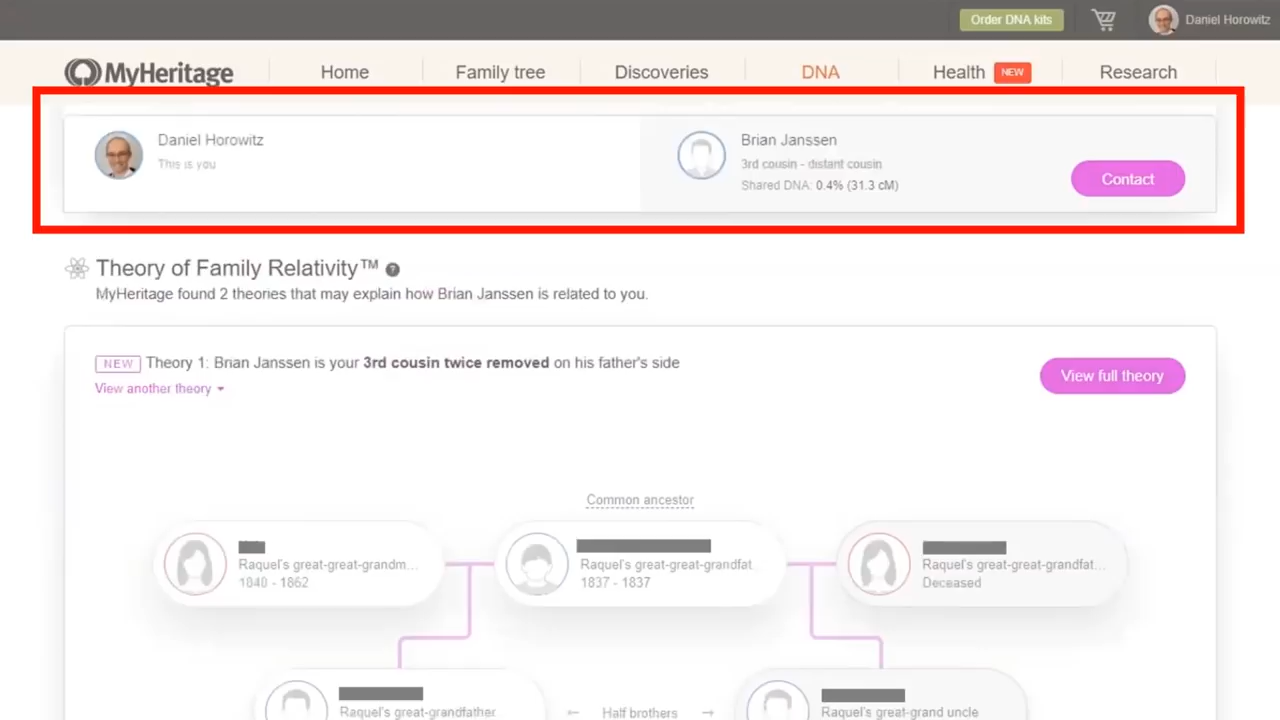 Order DNA kits
Daniel Horowitz
MyHeritage
Home
Family tree
Discoveries
DNA
Health NEW
Research
Daniel Horowitz
This is you
Brian Janssen
3rd cousin - distant cousin
Shared DNA: 0.4% (31.3 cM)
Contact
Theory of Family Relativity™ ?
MyHeritage found 2 theories that may explain how Brian Janssen is related to you.
NEW Theory 1: Brian Janssen is your 3rd cousin twice removed on his father's side
View another theory
View full theory
Common ancestor
Raquel's great-great-grandm...
1840 - 1862
Raquel's great-great-grandfat...
1837 - 1837
Raquel's great-great-grandfat...
Deceased
Raquel's great-grandfather
← Half brothers →
Raquel's great-grand uncle